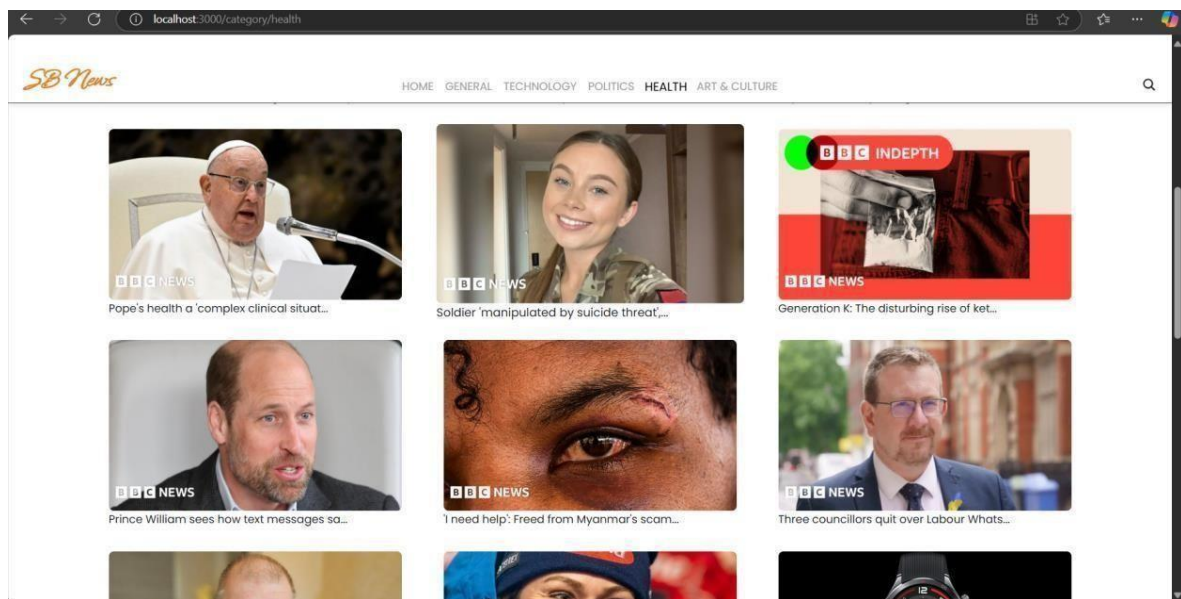 localhost:3000/category/health
SB News
HOME GENERAL TECHNOLOGY POLITICS HEALTH ART & CULTURE
BBC INDEPTH
BBC NEWS
BBC NEWS
BBC NEWS
Pope's health a 'complex clinical situat...
Soldier 'manipulated by suicide threat',...
Generation K: The disturbing rise of ket...
BBC NEWS
BBC NEWS
BBC NEWS
Prince William sees how text messages sa...
'I need help': Freed from Myanmar's scam...
Three councillors quit over Labour Whats...
12